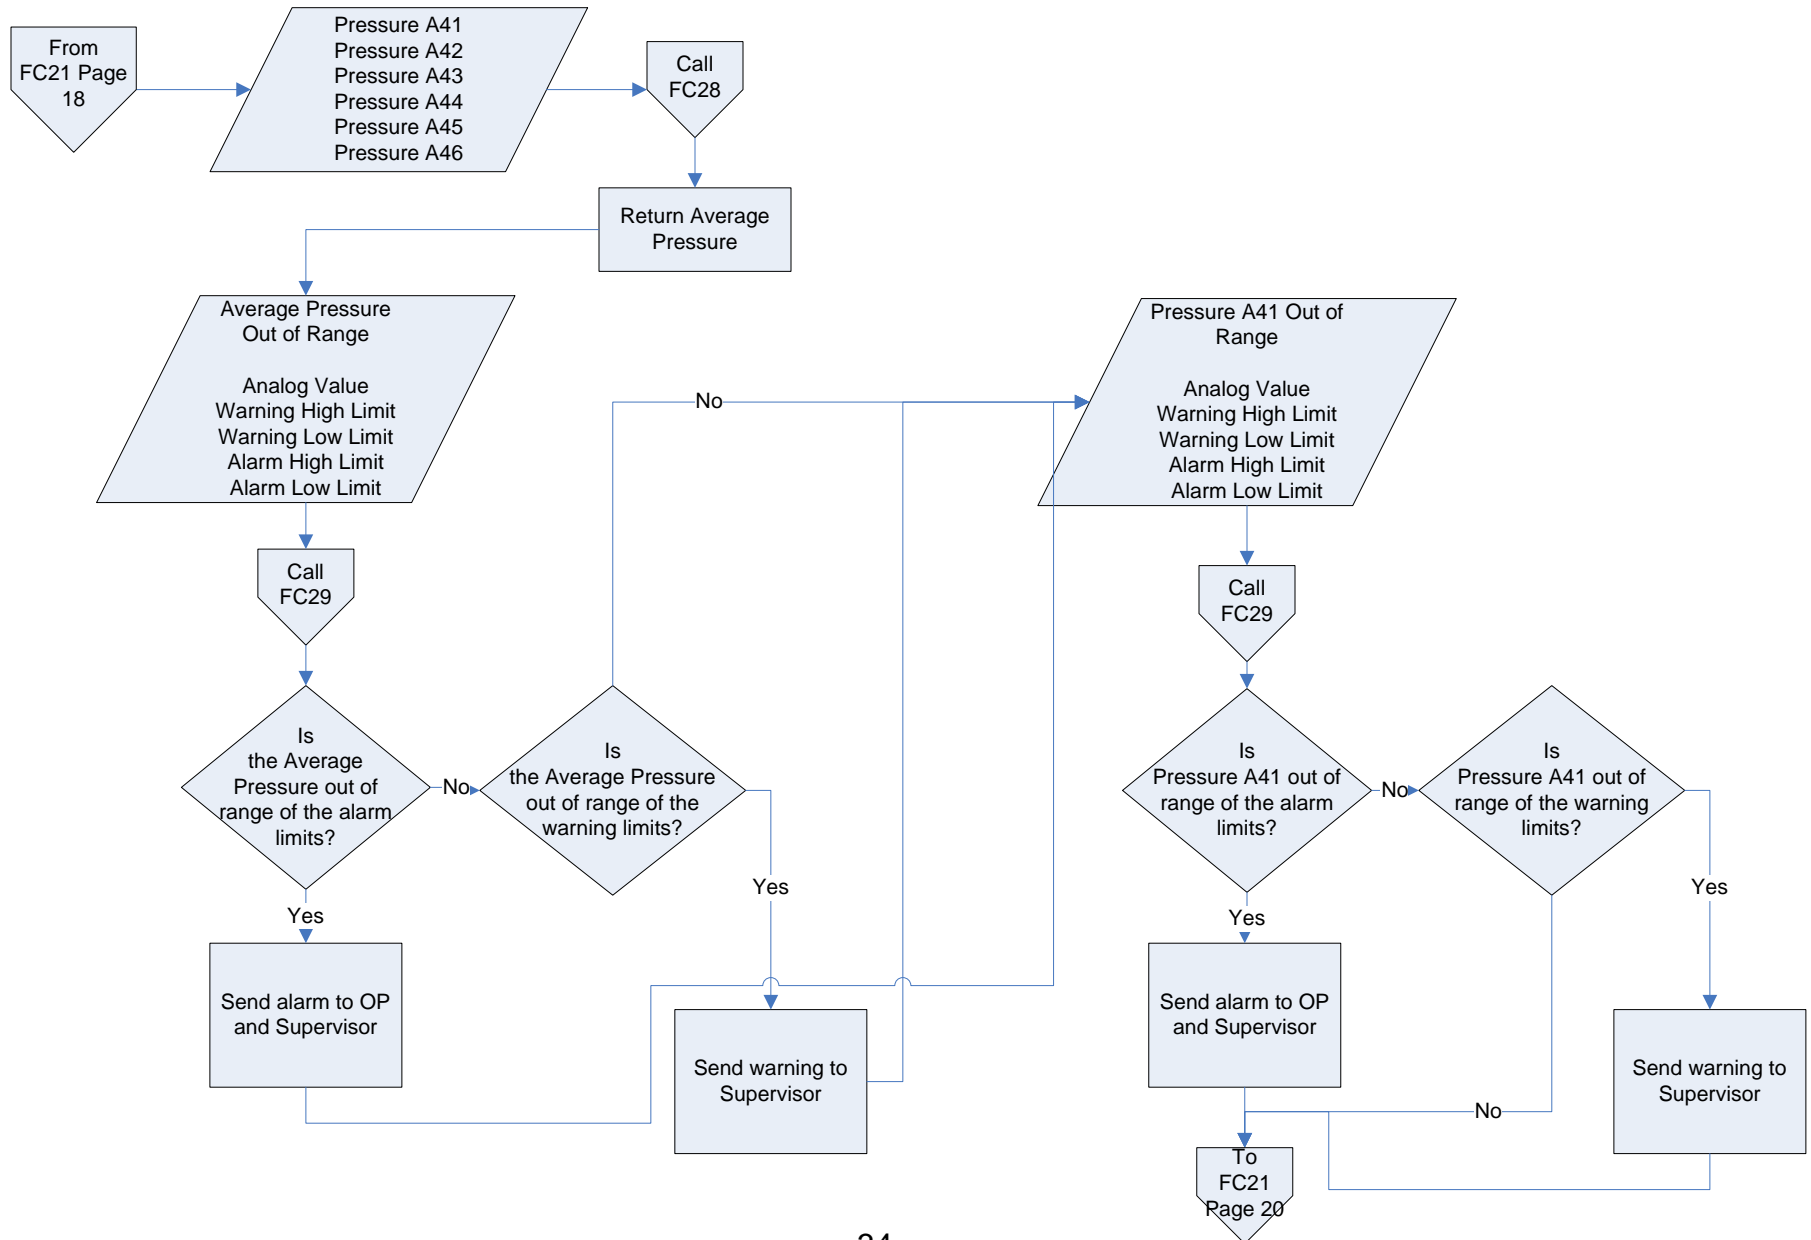 From
FC21 Page
18
Pressure A41
Pressure A42
Pressure A43
Pressure A44
Pressure A45
Pressure A46
Call
FC28
Return Average
Pressure
Average Pressure
Out of Range
Analog Value
Warning High Limit
Warning Low Limit
Alarm High Limit
Alarm Low Limit
Call
FC29
Is
the Average
Pressure out of
range of the alarm
limits?
No
Is
the Average Pressure
out of range of the
warning limits?
No
Yes
Yes
Send alarm to OP
and Supervisor
Send warning to
Supervisor
Pressure A41 Out of
Range
Analog Value
Warning High Limit
Warning Low Limit
Alarm High Limit
Alarm Low Limit
Call
FC29
Is
Pressure A41 out of
range of the alarm
limits?
No
Is
Pressure A41 out of
range of the warning
limits?
Yes
Yes
Send alarm to OP
and Supervisor
Send warning to
Supervisor
No
To
FC21
Page 20